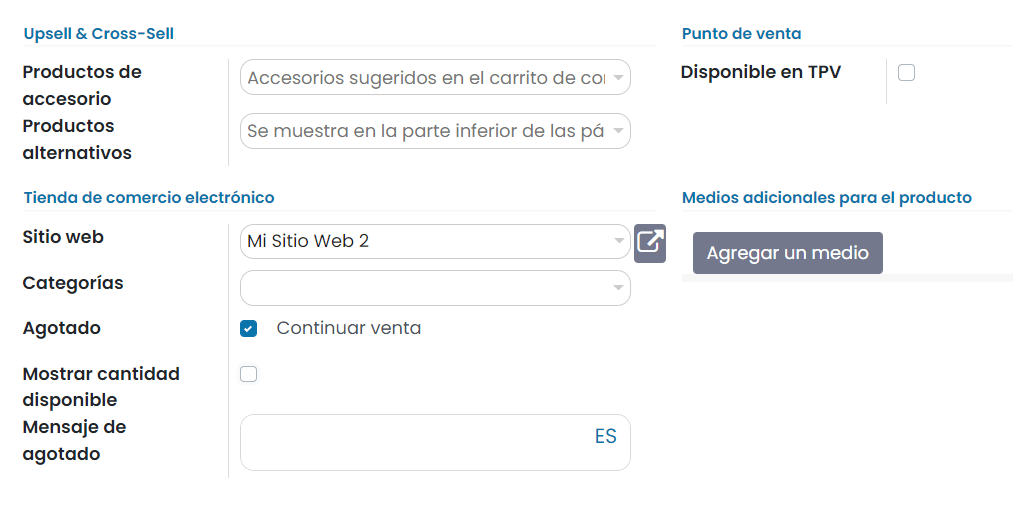 Upsell & Cross-Sell
Productos de
accesorio
Accesorios sugeridos en el carrito de co
Productos
alternativos
Se muestra en la parte inferior de las pá
Punto de venta
Disponible en TPV
Tienda de comercio electrónico
Sitio web
Mi Sitio Web 2
Categorías
Agotado
Continuar venta
Mostrar cantidad
disponible
Mensaje de
agotado
ES
Medios adicionales para el producto
Agregar un medio